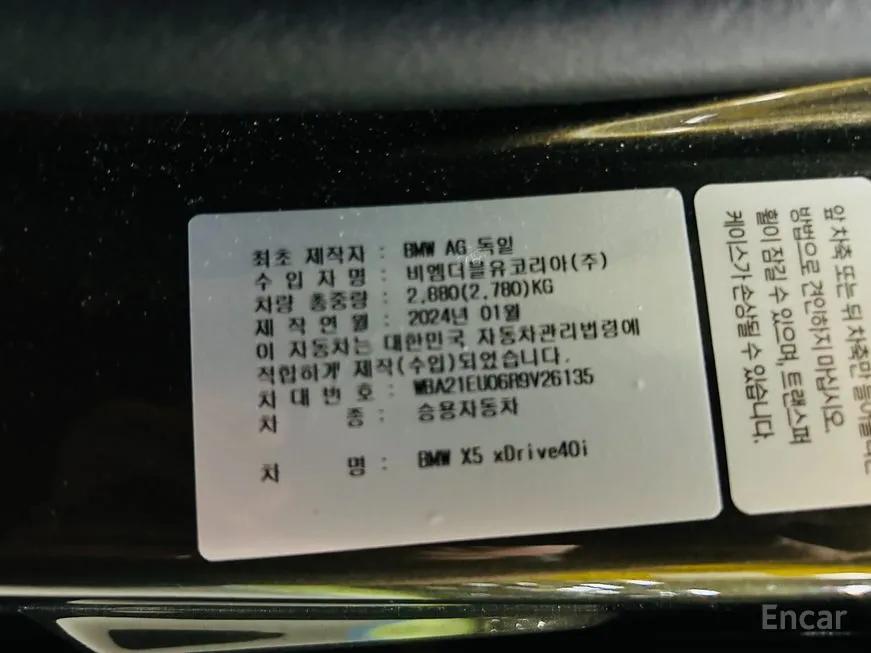 최초 제작자 : BMW AG 독일
수 입 자 명 : 비엠더블유코리아(주)
차량 총중량 : 2,880(2,780)KG
제 작 연 월 : 2024년 01월
이 자동차는 대한민국 자동차관리법령에
적합하게 제작(수입)되었습니다.
차 대 번 호 : WBA21EU06R9V26135
차 종 : 승용자동차
차 명 : BMW X5 xDrive40i
앞 차축 또는 뒤 차축만
방법으로 견인하지 마십시오.
휠이 잠길 수 있으며, 트랜스퍼
케이스가 손상될 수 있습니다.
Encar